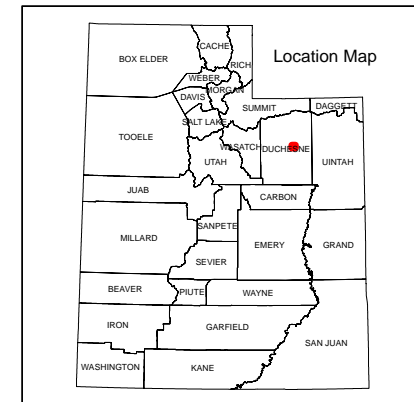 Location Map
CACHE
BOX ELDER
RICH
WEBER
MORGAN
DAVIS
SUMMIT
DAGGETT
SALT LAKE
TOOELE
WASATCH
DUCHESNE
UTAH
UINTAH
JUAB
CARBON
SANPETE
MILLARD
EMERY
GRAND
SEVIER
BEAVER
PIUTE
WAYNE
IRON
GARFIELD
SAN JUAN
WASHINGTON
KANE